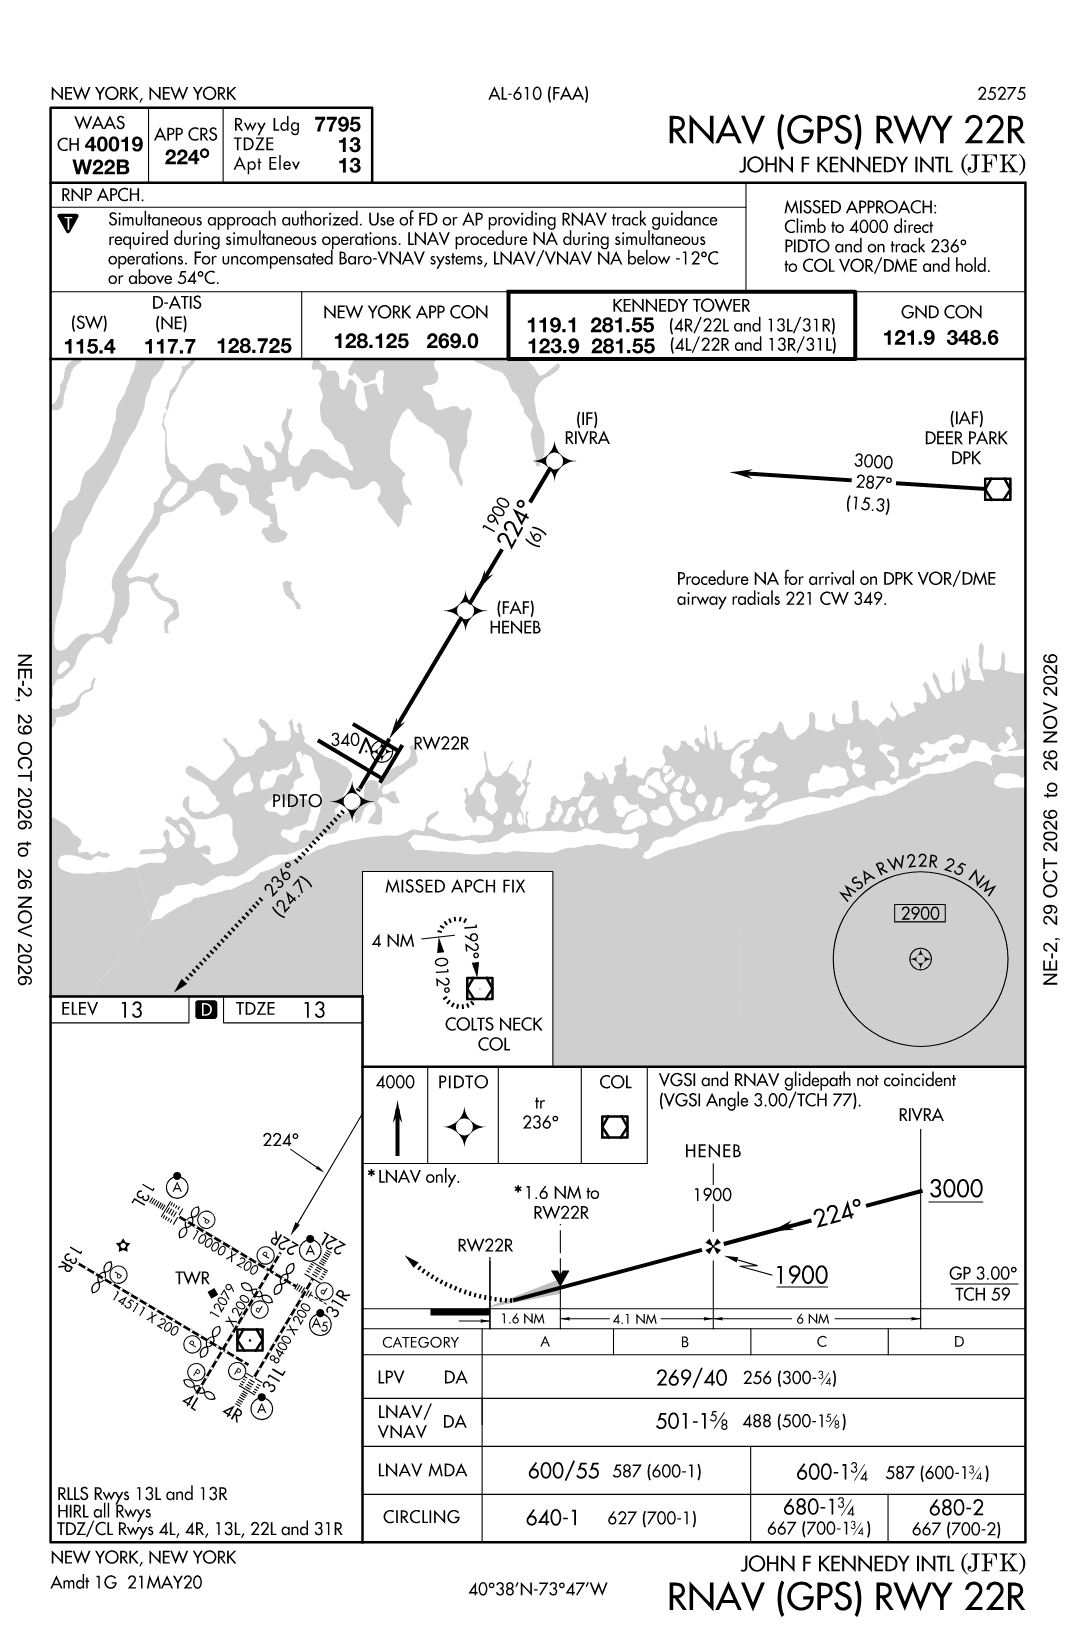 NEW YORK, NEW YORK
AL-610 (FAA)
25275
WAAS
CH 40019
W22B
APP CRS
224°
Rwy Ldg 7795
TDZE 13
Apt Elev 13
RNAV (GPS) RWY 22R
JOHN F KENNEDY INTL (JFK)
RNP APCH.
T
Simultaneous approach authorized. Use of FD or AP providing RNAV track guidance
required during simultaneous operations. LNAV procedure NA during simultaneous
operations. For uncompensated Baro-VNAV systems, LNAV/VNAV NA below -12°C
or above 54°C.
MISSED APPROACH:
Climb to 4000 direct
PIDTO and on track 236°
to COL VOR/DME and hold.
D-ATIS
(SW) (NE)
115.4 117.7 128.725
NEW YORK APP CON
128.125 269.0
KENNEDY TOWER
119.1 281.55 (4R/22L and 13L/31R)
123.9 281.55 (4L/22R and 13R/31L)
GND CON
121.9 348.6
(IF)
RIVRA
(IAF)
DEER PARK
DPK
3000
287°
(15.3)
1900
224°
(6)
Procedure NA for arrival on DPK VOR/DME
airway radials 221 CW 349.
(FAF)
HENEB
340
RW22R
PIDTO
236°
(24.7)
MISSED APCH FIX
4 NM
192°
012°
COLTS NECK
COL
MSA RW22R 25 NM
2900
NE-2, 29 OCT 2026 to 26 NOV 2026
NE-2, 29 OCT 2026 to 26 NOV 2026
ELEV 13
D
TDZE 13
224°
13L
A
P
10000 X 200
22R
P
A
22L
13R
P
TWR
12079
X 200
P
P
31R
A5
14511 X 200
8400 X 200
P
P
P
4L
4R
31L
A
RLLS Rwys 13L and 13R
HIRL all Rwys
TDZ/CL Rwys 4L, 4R, 13L, 22L and 31R
4000
PIDTO
tr
236°
COL
VGSI and RNAV glidepath not coincident
(VGSI Angle 3.00/TCH 77).
RIVRA
HENEB
*LNAV only.
*1.6 NM to
RW22R
1900
224°
3000
RW22R
1900
GP 3.00°
TCH 59
1.6 NM
4.1 NM
6 NM
CATEGORY A B C D
LPV DA 269/40 256 (300-¾)
LNAV/
VNAV DA 501-1⅝ 488 (500-1⅝)
LNAV MDA 600/55 587 (600-1) 600-1¾ 587 (600-1¾)
CIRCLING 640-1 627 (700-1)
680-1¾
667 (700-1¾)
680-2
667 (700-2)
NEW YORK, NEW YORK
Amdt 1G 21MAY20
40°38'N-73°47'W
JOHN F KENNEDY INTL (JFK)
RNAV (GPS) RWY 22R